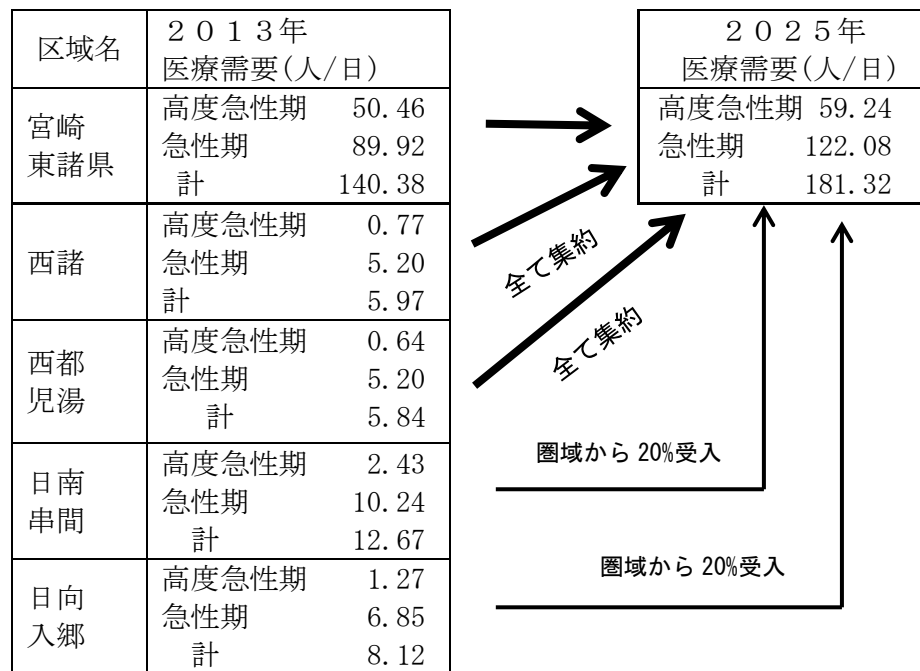 区域名
２０１３年
医療需要(人/日)
宮崎
東諸県
高度急性期 50.46
急性期 89.92
計 140.38
西諸
高度急性期 0.77
急性期 5.20
計 5.97
西都
児湯
高度急性期 0.64
急性期 5.20
計 5.84
日南
串間
高度急性期 2.43
急性期 10.24
計 12.67
日向
入郷
高度急性期 1.27
急性期 6.85
計 8.12
２０２５年
医療需要(人/日)
高度急性期 59.24
急性期 122.08
計 181.32
全て集約
全て集約
圏域から 20%受入
圏域から 20%受入